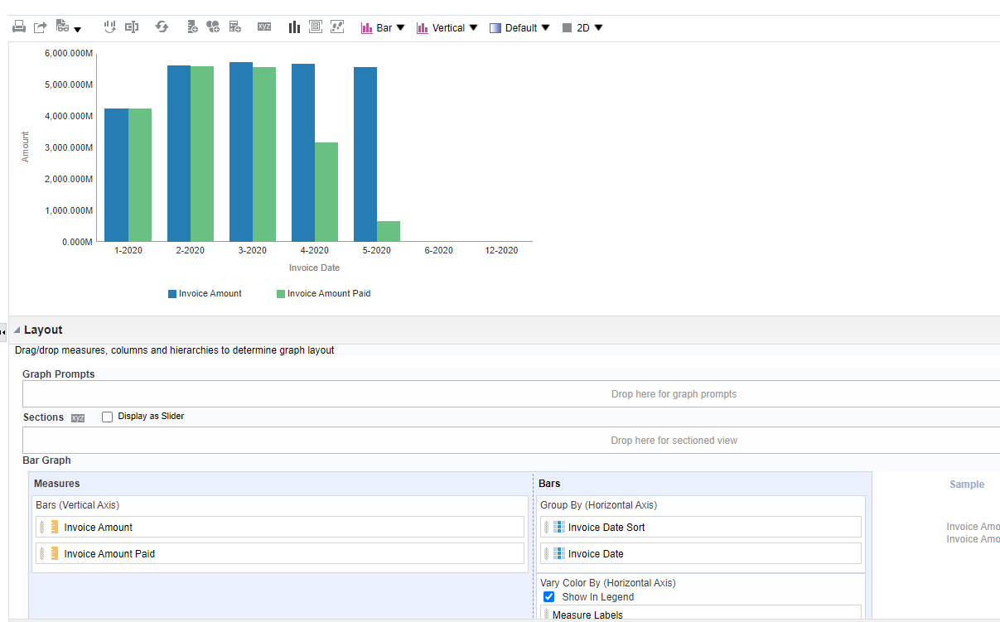 xyz Bar Vertical Default 2D
6,000.000M
5,000.000M
4,000.000M
3,000.000M
2,000.000M
1,000.000M
0.000M
Amount
1-2020 2-2020 3-2020 4-2020 5-2020 6-2020 12-2020
Invoice Date
Invoice Amount Invoice Amount Paid
Layout
Drag/drop measures, columns and hierarchies to determine graph layout
Graph Prompts
Drop here for graph prompts
Sections xyz Display as Slider
Drop here for sectioned view
Bar Graph
Measures
Bars (Vertical Axis)
Invoice Amount
Invoice Amount Paid
Bars
Group By (Horizontal Axis)
Invoice Date Sort
Invoice Date
Vary Color By (Horizontal Axis)
Show In Legend
Measure Labels
Sample
Invoice Amo
Invoice Amo